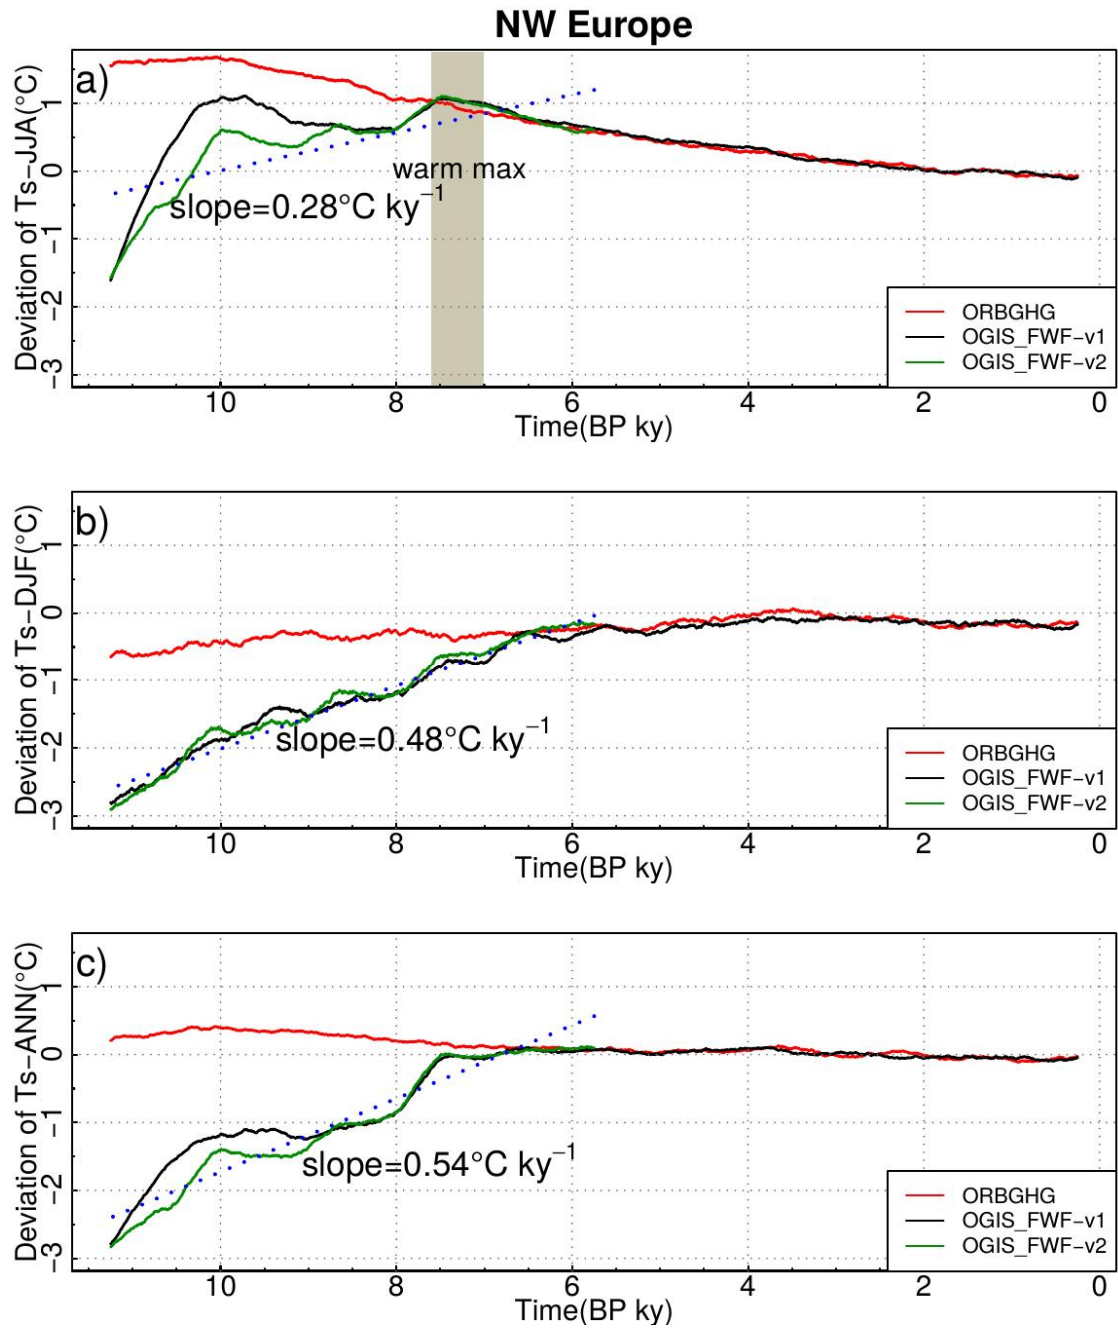 NW Europe
a)
Deviation of Ts−JJA(°C)
1
0
−1
−2
−3
warm max
slope=0.28°C ky⁻¹
ORBGHG
OGIS_FWF−v1
OGIS_FWF−v2
10 8 6 4 2 0
Time(BP ky)
b)
Deviation of Ts−DJF(°C)
1
0
−1
−2
−3
slope=0.48°C ky⁻¹
ORBGHG
OGIS_FWF−v1
OGIS_FWF−v2
10 8 6 4 2 0
Time(BP ky)
c)
Deviation of Ts−ANN(°C)
1
0
−1
−2
−3
slope=0.54°C ky⁻¹
ORBGHG
OGIS_FWF−v1
OGIS_FWF−v2
10 8 6 4 2 0
Time(BP ky)